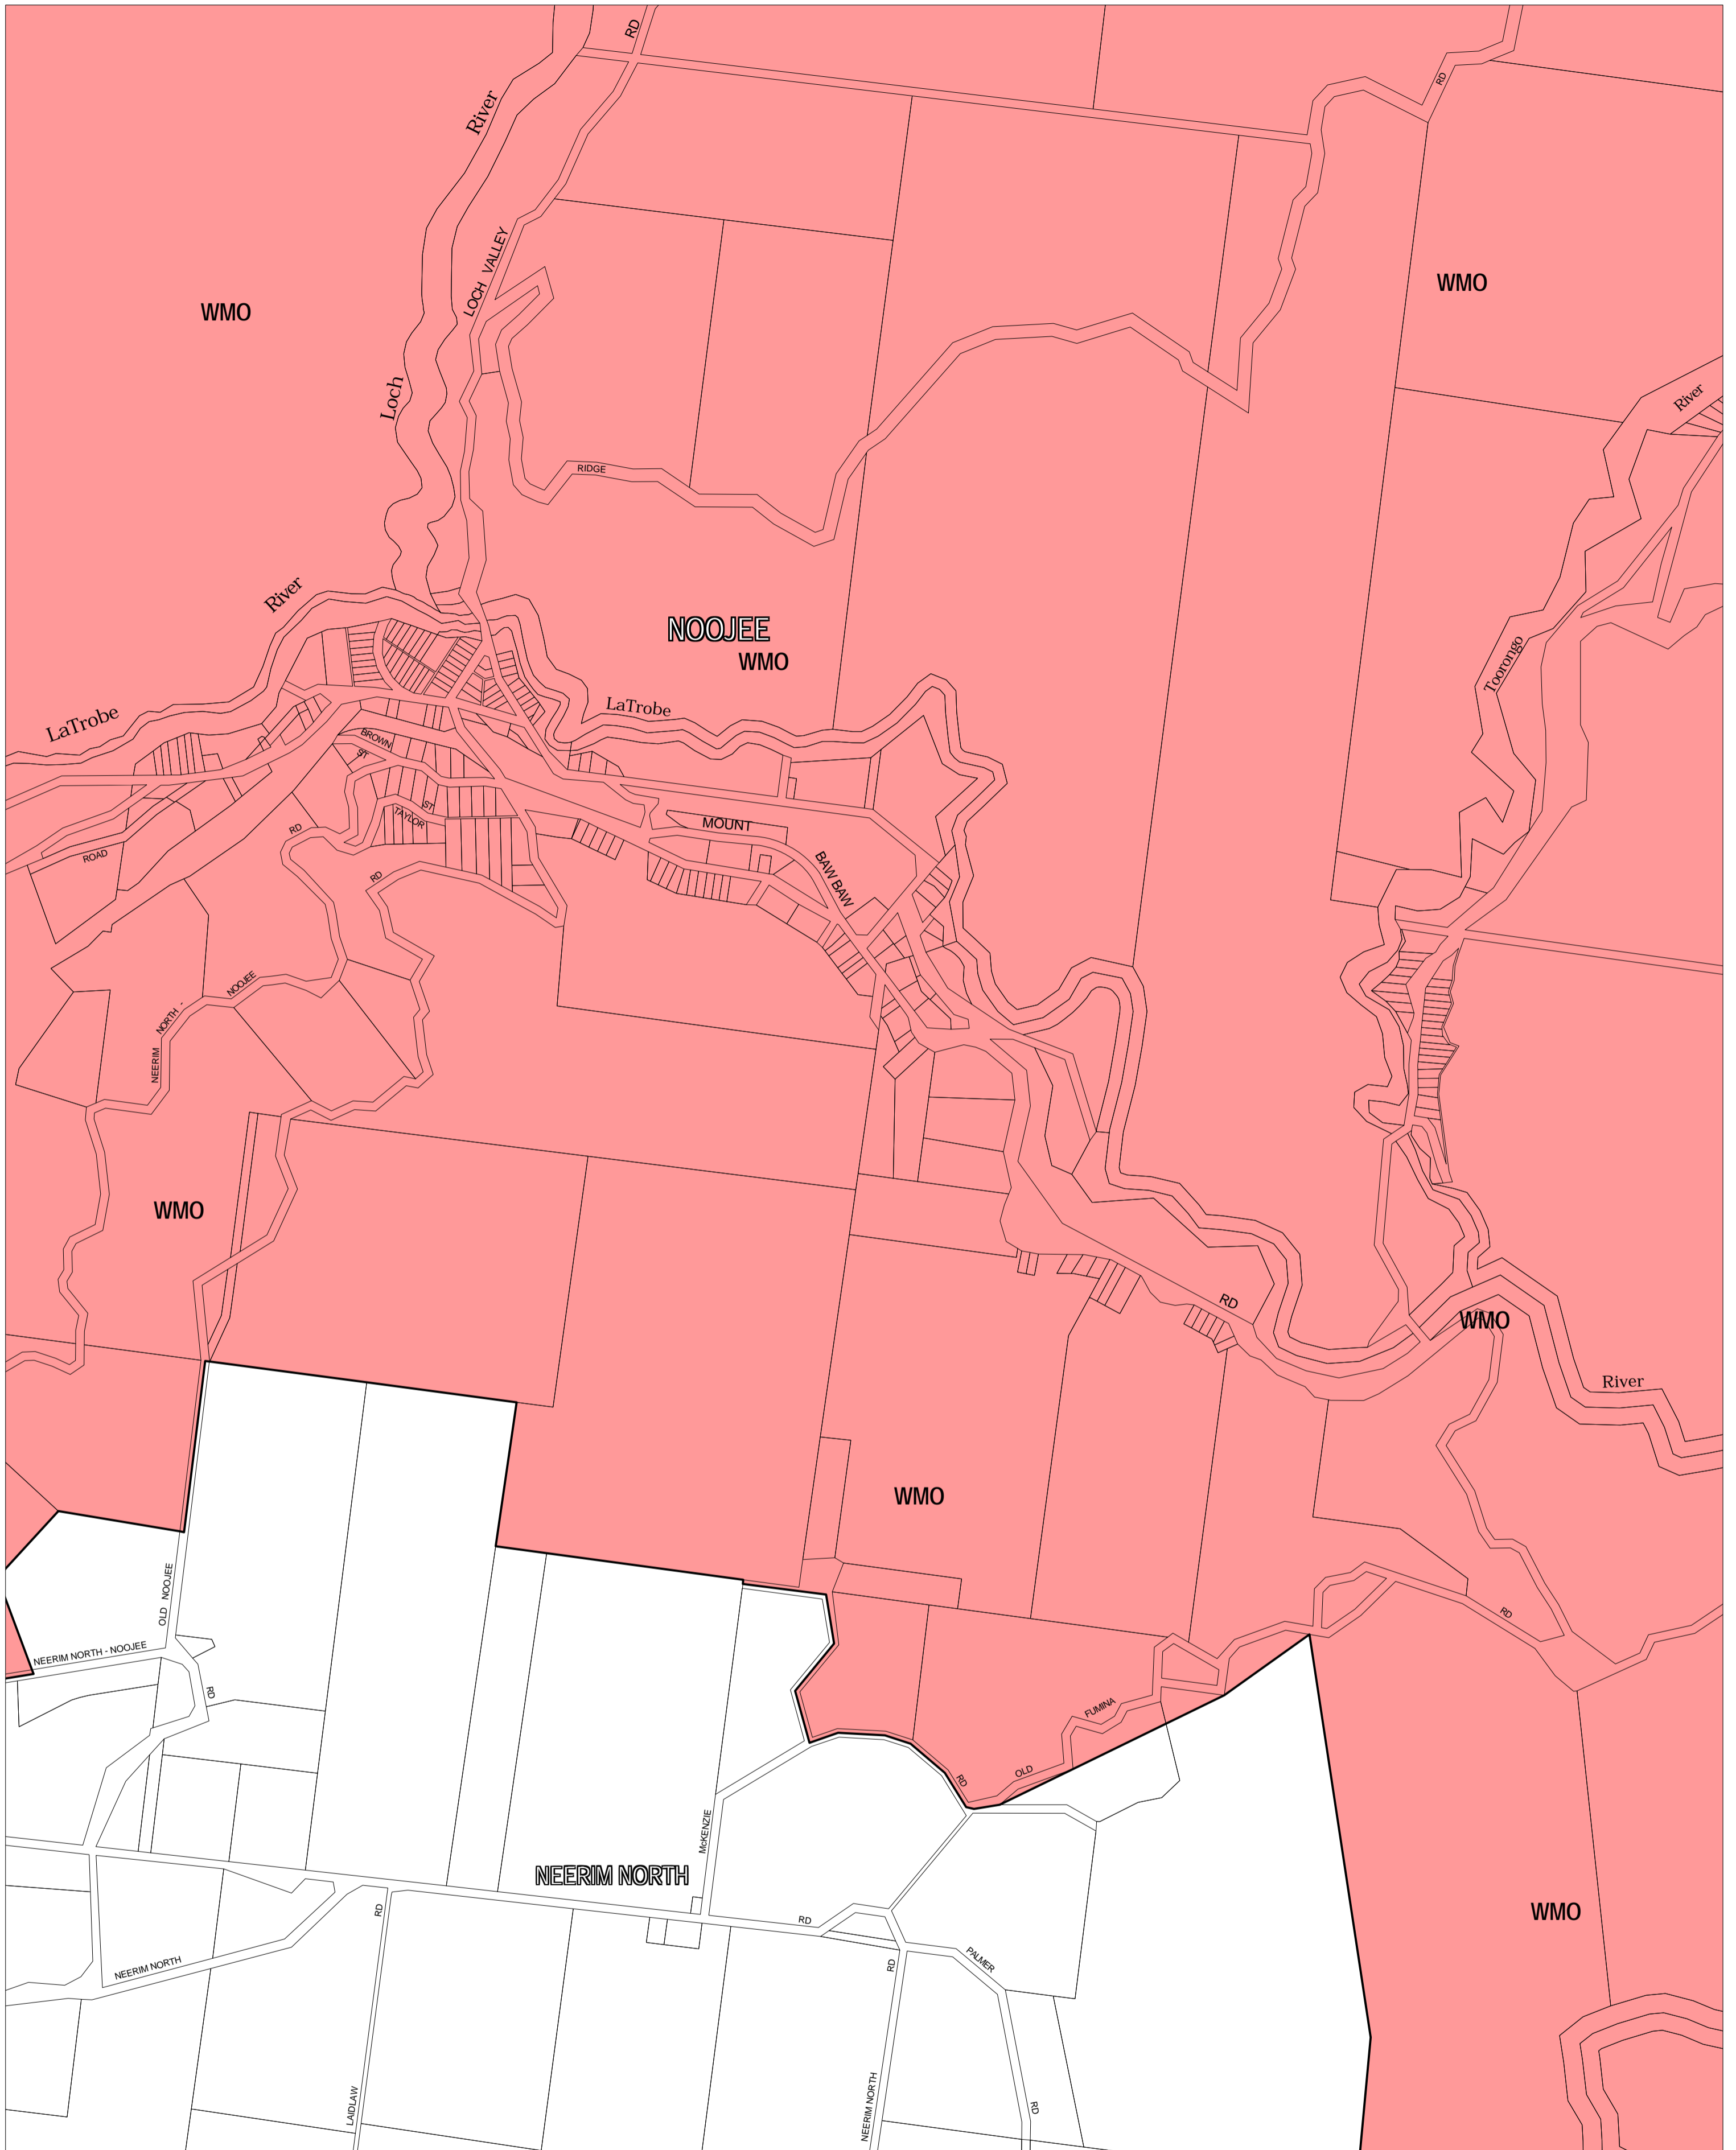 RD
RD
River
LOCH VALLEY
WMO
WMO
Loch
River
RIDGE
River
NOOJEE
WMO
Toorongo
LaTrobe
LaTrobe
BROWN
ST
ST
TAYLOR
MOUNT
RD
ROAD
BAW BAW
RD
NOOJEE
NORTH -
NEERIM
WMO
RD
WMO
River
WMO
OLD NOOJEE
NEERIM NORTH - NOOJEE
RD
RD
FUMINA
OLD
RD
McKENZIE
NEERIM NORTH
WMO
RD
RD
NEERIM NORTH
RD
PALMER
LAIDLAW
NEERIM NORTH
RD